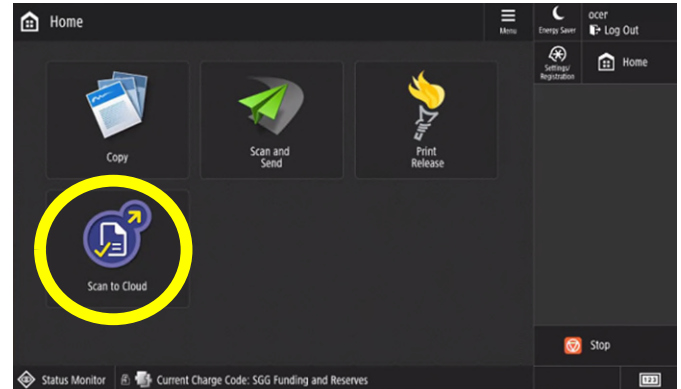 Home
Menu
Energy Saver
ocer
Log Out
Settings/
Registration
Home
Copy
Scan and
Send
Print
Release
Scan to Cloud
Stop
Status Monitor
Current Charge Code: SGG Funding and Reserves
123